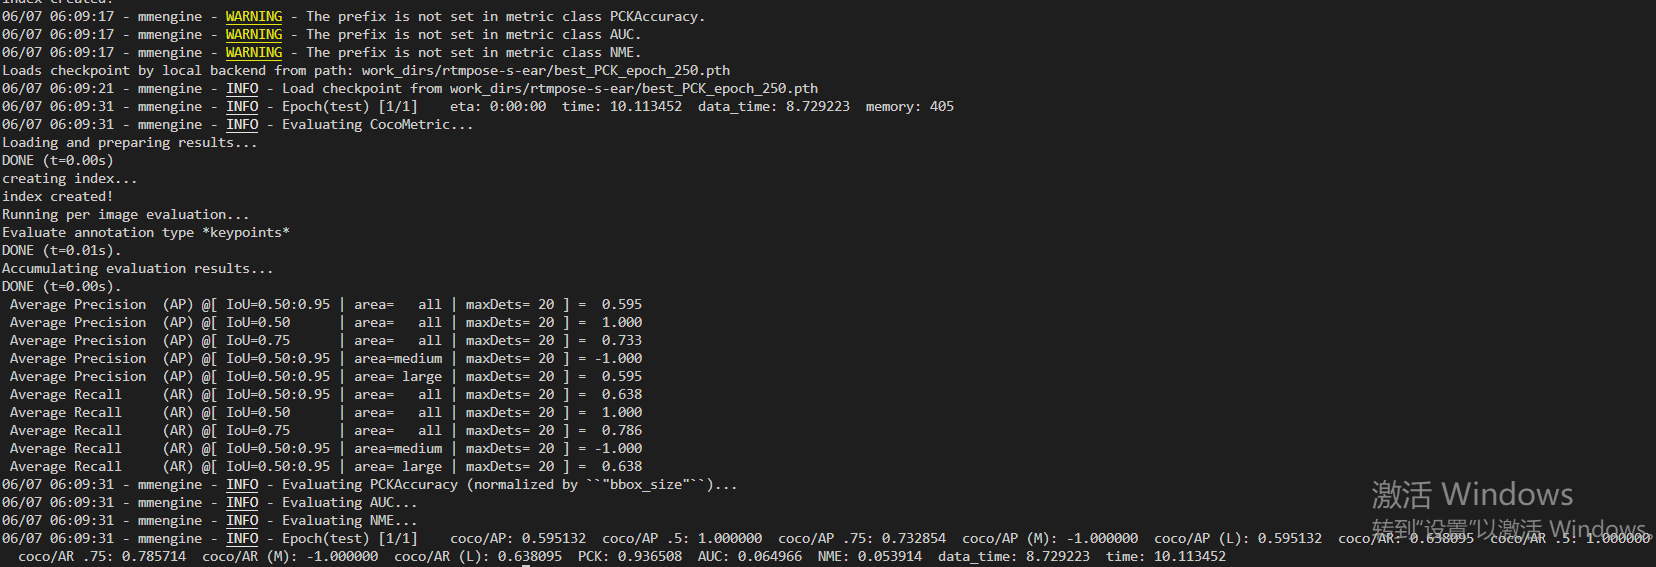 index created!
06/07 06:09:17 - mmengine - WARNING - The prefix is not set in metric class PCKAccuracy.
06/07 06:09:17 - mmengine - WARNING - The prefix is not set in metric class AUC.
06/07 06:09:17 - mmengine - WARNING - The prefix is not set in metric class NME.
Loads checkpoint by local backend from path: work_dirs/rtmpose-s-ear/best_PCK_epoch_250.pth
06/07 06:09:21 - mmengine - INFO - Load checkpoint from work_dirs/rtmpose-s-ear/best_PCK_epoch_250.pth
06/07 06:09:31 - mmengine - INFO - Epoch(test) [1/1]    eta: 0:00:00  time: 10.113452  data_time: 8.729223  memory: 405
06/07 06:09:31 - mmengine - INFO - Evaluating CocoMetric...
Loading and preparing results...
DONE (t=0.00s)
creating index...
index created!
Running per image evaluation...
Evaluate annotation type *keypoints*
DONE (t=0.01s).
Accumulating evaluation results...
DONE (t=0.00s).
 Average Precision  (AP) @[ IoU=0.50:0.95 | area=   all | maxDets= 20 ] =  0.595
 Average Precision  (AP) @[ IoU=0.50      | area=   all | maxDets= 20 ] =  1.000
 Average Precision  (AP) @[ IoU=0.75      | area=   all | maxDets= 20 ] =  0.733
 Average Precision  (AP) @[ IoU=0.50:0.95 | area=medium | maxDets= 20 ] = -1.000
 Average Precision  (AP) @[ IoU=0.50:0.95 | area= large | maxDets= 20 ] =  0.595
 Average Recall     (AR) @[ IoU=0.50:0.95 | area=   all | maxDets= 20 ] =  0.638
 Average Recall     (AR) @[ IoU=0.50      | area=   all | maxDets= 20 ] =  1.000
 Average Recall     (AR) @[ IoU=0.75      | area=   all | maxDets= 20 ] =  0.786
 Average Recall     (AR) @[ IoU=0.50:0.95 | area=medium | maxDets= 20 ] = -1.000
 Average Recall     (AR) @[ IoU=0.50:0.95 | area= large | maxDets= 20 ] =  0.638
06/07 06:09:31 - mmengine - INFO - Evaluating PCKAccuracy (normalized by ``"bbox_size"``)...
06/07 06:09:31 - mmengine - INFO - Evaluating AUC...
06/07 06:09:31 - mmengine - INFO - Evaluating NME...
06/07 06:09:31 - mmengine - INFO - Epoch(test) [1/1]    coco/AP: 0.595132  coco/AP .5: 1.000000  coco/AP .75: 0.732854  coco/AP (M): -1.000000  coco/AP (L): 0.595132  coco/AR: 0.638095  coco/AR .5: 1.000000
  coco/AR .75: 0.785714  coco/AR (M): -1.000000  coco/AR (L): 0.638095  PCK: 0.936508  AUC: 0.064966  NME: 0.053914  data_time: 8.729223  time: 10.113452
激活 Windows
转到“设置”以激活 Windows。